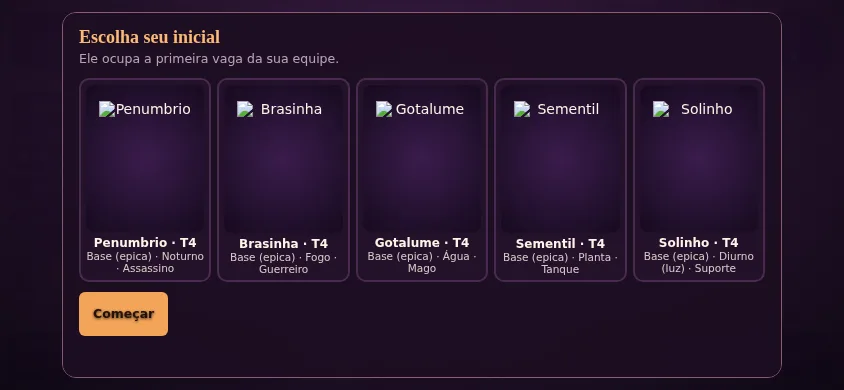 Escolha seu inicial
Ele ocupa a primeira vaga da sua equipe.
Penumbrio
Brasinha
Gotalume
Sementil
Solinho
Penumbrio · T4
Base (epica) · Noturno
· Assassino
Brasinha · T4
Base (epica) · Fogo ·
Guerreiro
Gotalume · T4
Base (epica) · Água ·
Mago
Sementil · T4
Base (epica) · Planta ·
Tanque
Solinho · T4
Base (epica) · Diurno
(luz) · Suporte
Começar